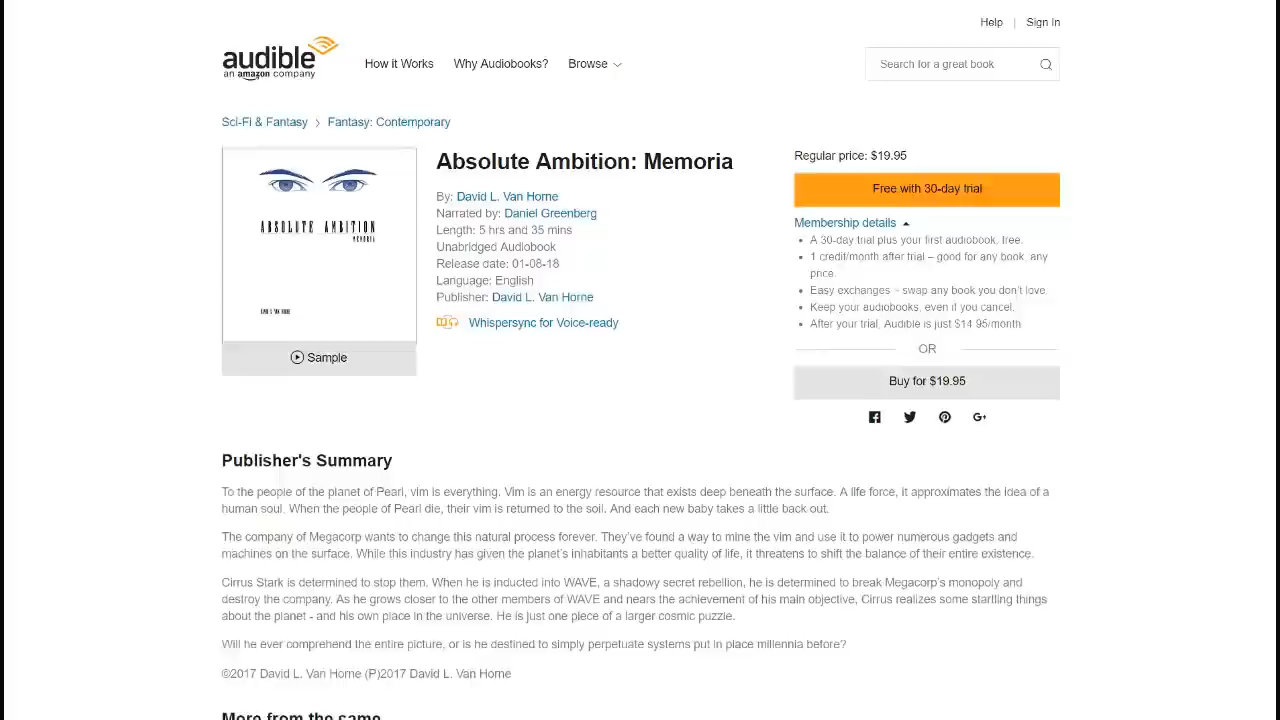 Help | Sign In
audible
an amazon company
How it Works Why Audiobooks? Browse
Search for a great book
Sci-Fi & Fantasy > Fantasy: Contemporary
ABSOLUTE AMBITION
MEMORIA
DAVID L. VAN HORNE
Sample
Absolute Ambition: Memoria
By: David L. Van Horne
Narrated by: Daniel Greenberg
Length: 5 hrs and 35 mins
Unabridged Audiobook
Release date: 01-08-18
Language: English
Publisher: David L. Van Horne
Whispersync for Voice-ready
Regular price: $19.95
Free with 30-day trial
Membership details
• A 30-day trial plus your first audiobook, free.
• 1 credit/month after trial – good for any book, any
price.
• Easy exchanges – swap any book you don't love.
• Keep your audiobooks, even if you cancel.
• After your trial, Audible is just $14.95/month
OR
Buy for $19.95
G+
Publisher's Summary
To the people of the planet of Pearl, vim is everything. Vim is an energy resource that exists deep beneath the surface. A life force, it approximates the idea of a
human soul. When the people of Pearl die, their vim is returned to the soil. And each new baby takes a little back out.
The company of Megacorp wants to change this natural process forever. They've found a way to mine the vim and use it to power numerous gadgets and
machines on the surface. While this industry has given the planet's inhabitants a better quality of life, it threatens to shift the balance of their entire existence.
Cirrus Stark is determined to stop them. When he is inducted into WAVE, a shadowy secret rebellion, he is determined to break Megacorp's monopoly and
destroy the company. As he grows closer to the other members of WAVE and nears the achievement of his main objective, Cirrus realizes some startling things
about the planet - and his own place in the universe. He is just one piece of a larger cosmic puzzle.
Will he ever comprehend the entire picture, or is he destined to simply perpetuate systems put in place millennia before?
©2017 David L. Van Horne (P)2017 David L. Van Horne
More from the same